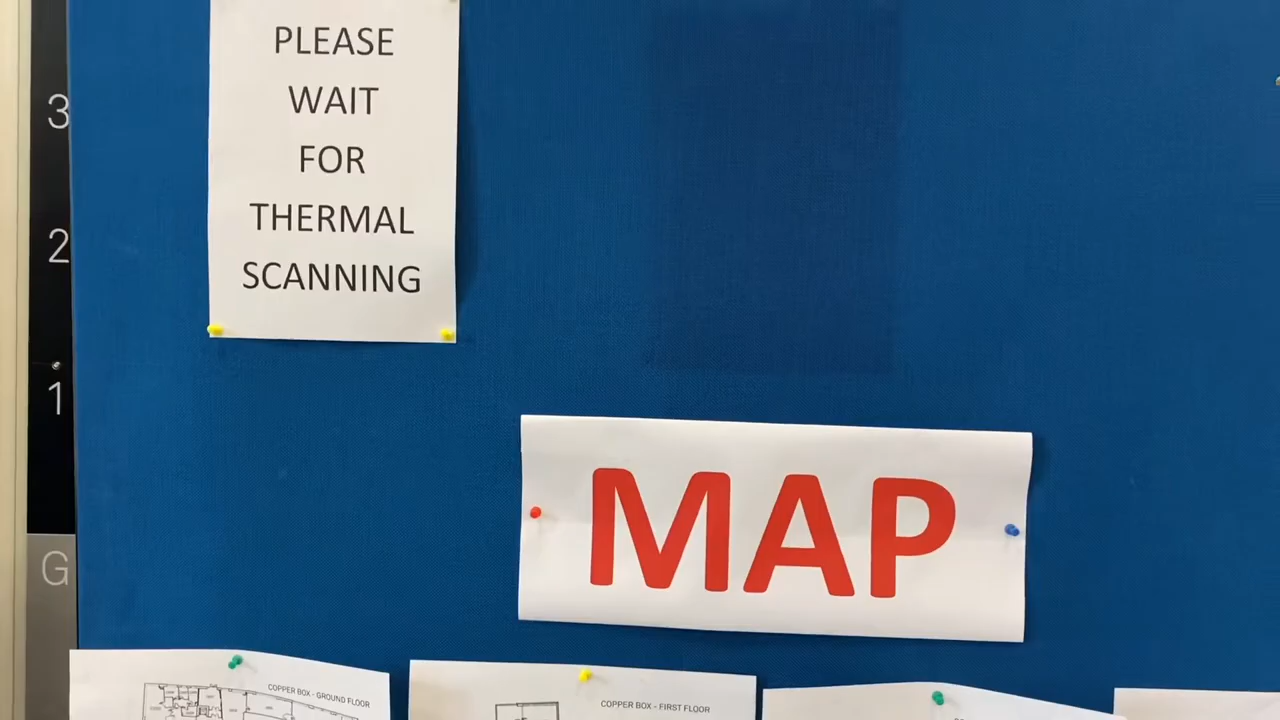 PLEASE
WAIT
FOR
THERMAL
SCANNING
3
2
1
G
MAP
COPPER BOX - GROUND FLOOR
COPPER BOX - FIRST FLOOR